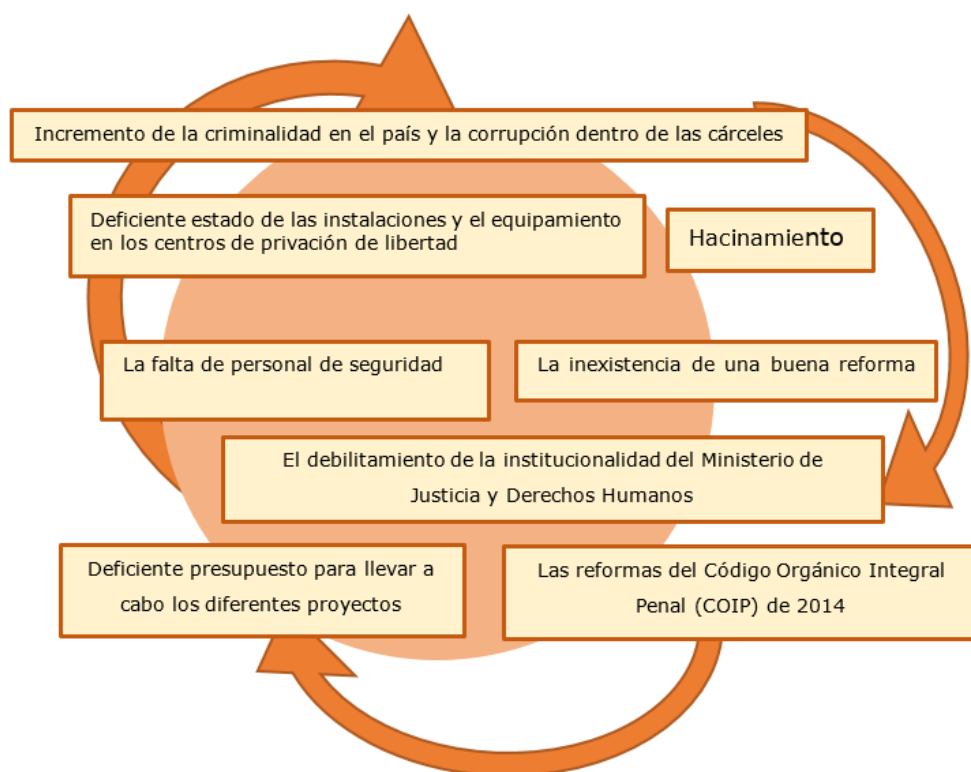 Incremento de la criminalidad en el país y la corrupción dentro de las cárceles
Deficiente estado de las instalaciones y el equipamiento
en los centros de privación de libertad
Hacinamiento
La falta de personal de seguridad
La inexistencia de una buena reforma
El debilitamiento de la institucionalidad del Ministerio de
Justicia y Derechos Humanos
Deficiente presupuesto para llevar a
cabo los diferentes proyectos
Las reformas del Código Orgánico Integral
Penal (COIP) de 2014